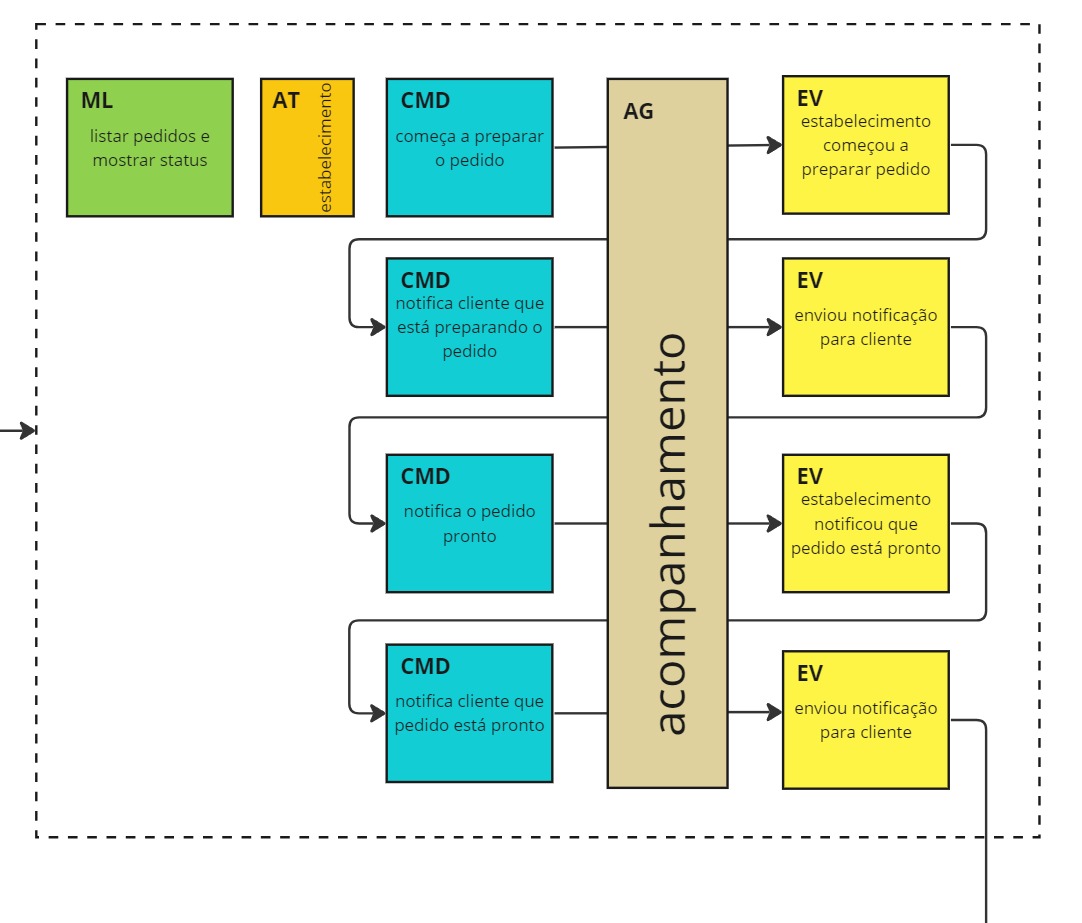 ML
listar pedidos e
mostrar status
AT
estabelecimento
CMD
começa a preparar
o pedido
AG
acompanhamento
EV
estabelecimento
começou a
preparar pedido
CMD
notifica cliente que
está preparando o
pedido
EV
enviou notificação
para cliente
CMD
notifica o pedido
pronto
EV
estabelecimento
notificou que
pedido está pronto
CMD
notifica cliente que
pedido está pronto
EV
enviou notificação
para cliente